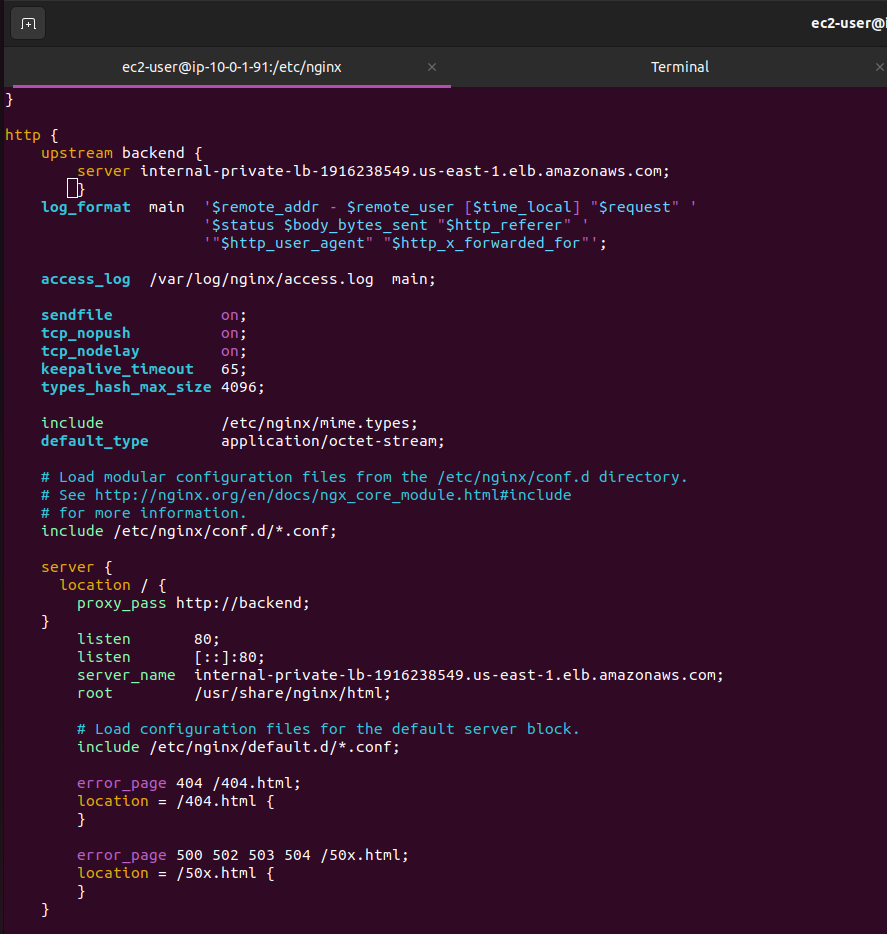 ec2-user@i
ec2-user@ip-10-0-1-91:/etc/nginx × Terminal ×
}
http {
    upstream backend {
        server internal-private-lb-1916238549.us-east-1.elb.amazonaws.com;
        }
    log_format  main  '$remote_addr - $remote_user [$time_local] "$request" '
                      '$status $body_bytes_sent "$http_referer" '
                      '"$http_user_agent" "$http_x_forwarded_for"';
    access_log  /var/log/nginx/access.log  main;
    sendfile            on;
    tcp_nopush          on;
    tcp_nodelay         on;
    keepalive_timeout   65;
    types_hash_max_size 4096;
    include             /etc/nginx/mime.types;
    default_type        application/octet-stream;
    # Load modular configuration files from the /etc/nginx/conf.d directory.
    # See http://nginx.org/en/docs/ngx_core_module.html#include
    # for more information.
    include /etc/nginx/conf.d/*.conf;
    server {
      location / {
        proxy_pass http://backend;
    }
        listen       80;
        listen       [::]:80;
        server_name  internal-private-lb-1916238549.us-east-1.elb.amazonaws.com;
        root         /usr/share/nginx/html;
        # Load configuration files for the default server block.
        include /etc/nginx/default.d/*.conf;
        error_page 404 /404.html;
        location = /404.html {
        }
        error_page 500 502 503 504 /50x.html;
        location = /50x.html {
        }
    }